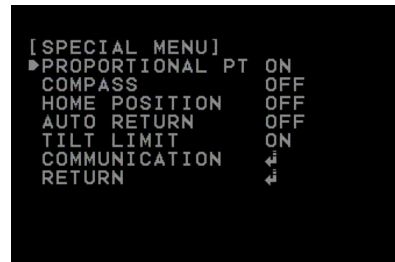 [SPECIAL MENU]
PROPORTIONAL PT ON
COMPASS OFF
HOME POSITION OFF
AUTO RETURN OFF
TILT LIMIT ON
COMMUNICATION ↵
RETURN ↵